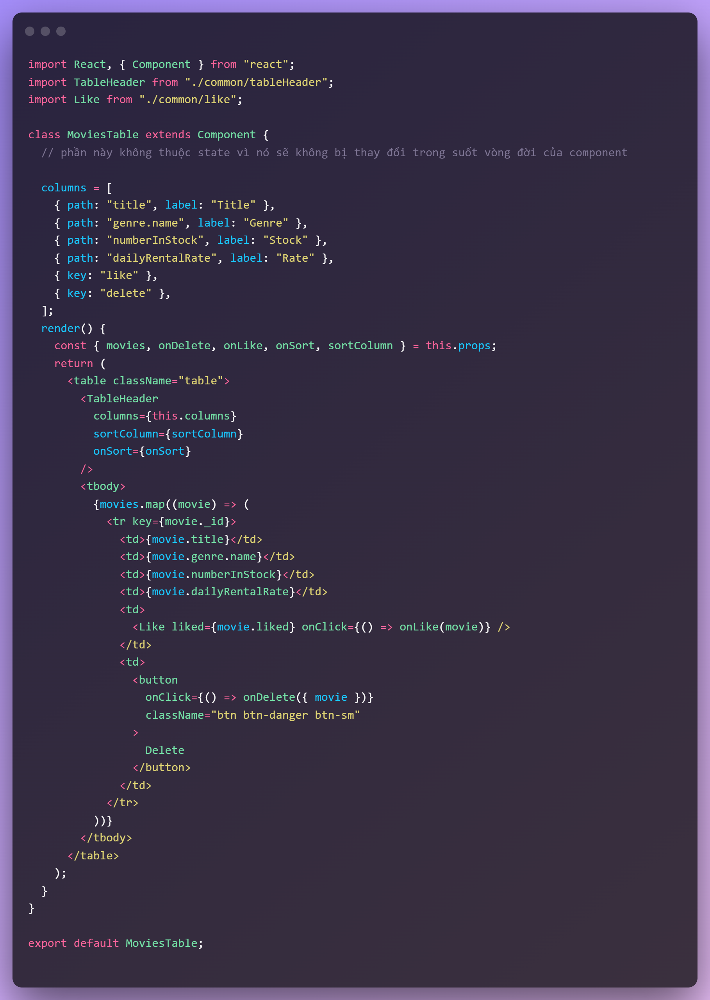 import React, { Component } from "react";
import TableHeader from "./common/tableHeader";
import Like from "./common/like";

class MoviesTable extends Component {
  // phần này không thuộc state vì nó sẽ không bị thay đổi trong suốt vòng đời của component

  columns = [
    { path: "title", label: "Title" },
    { path: "genre.name", label: "Genre" },
    { path: "numberInStock", label: "Stock" },
    { path: "dailyRentalRate", label: "Rate" },
    { key: "like" },
    { key: "delete" },
  ];
  render() {
    const { movies, onDelete, onLike, onSort, sortColumn } = this.props;
    return (
      <table className="table">
        <TableHeader
          columns={this.columns}
          sortColumn={sortColumn}
          onSort={onSort}
        />
        <tbody>
          {movies.map((movie) => (
            <tr key={movie._id}>
              <td>{movie.title}</td>
              <td>{movie.genre.name}</td>
              <td>{movie.numberInStock}</td>
              <td>{movie.dailyRentalRate}</td>
              <td>
                <Like liked={movie.liked} onClick={() => onLike(movie)} />
              </td>
              <td>
                <button
                  onClick={() => onDelete({ movie })}
                  className="btn btn-danger btn-sm"
                >
                  Delete
                </button>
              </td>
            </tr>
          ))}
        </tbody>
      </table>
    );
  }
}

export default MoviesTable;